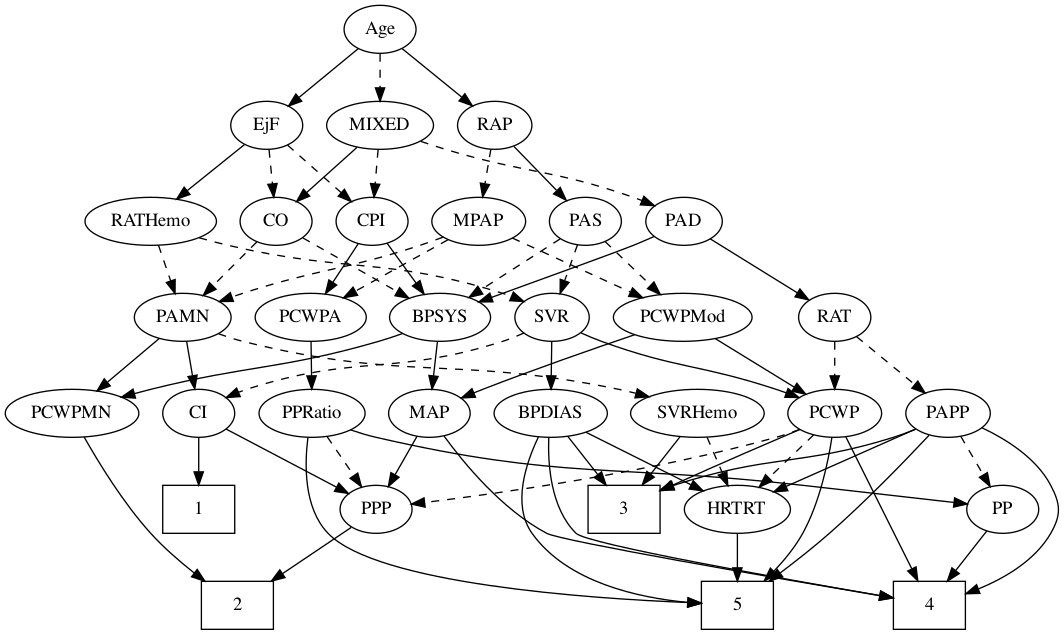 Age
EjF
MIXED
RAP
RATHemo
CO
CPI
MPAP
PAS
PAD
PAMN
PCWPA
BPSYS
SVR
PCWPMod
RAT
PCWPMN
CI
PPRatio
MAP
BPDIAS
SVRHemo
PCWP
PAPP
1
PPP
3
HRTRT
PP
2
5
4